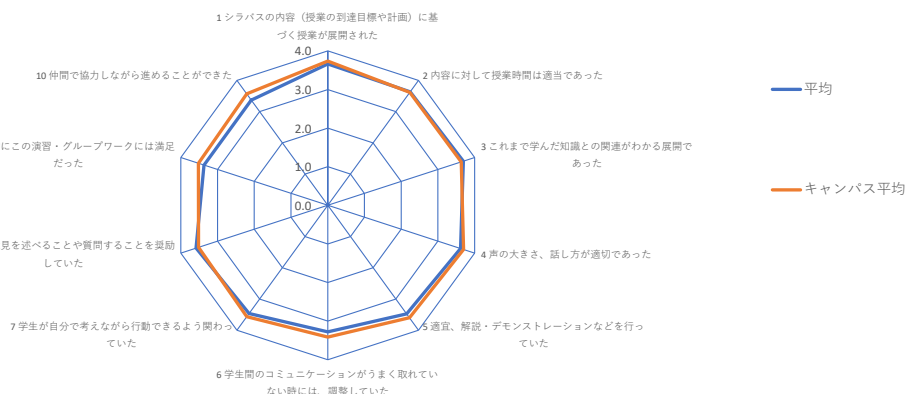 1 シラバスの内容（授業の到達目標や計画）に基
づく授業が展開された
4.0
10 仲間で協力しながら進めることができた
2 内容に対して授業時間は適当であった
平均
3.0
2.0
にこの演習・グループワークには満足
だった
3 これまで学んだ知識との関連がわかる展開で
あった
1.0
キャンパス平均
0.0
見を述べることや質問することを奨励
していた
4 声の大きさ、話し方が適切であった
7 学生が自分で考えながら行動できるよう関わっ
ていた
5 適宜、解説・デモンストレーションなどを行っ
ていた
6 学生間のコミュニケーションがうまく取れてい
ない時には、調整していた